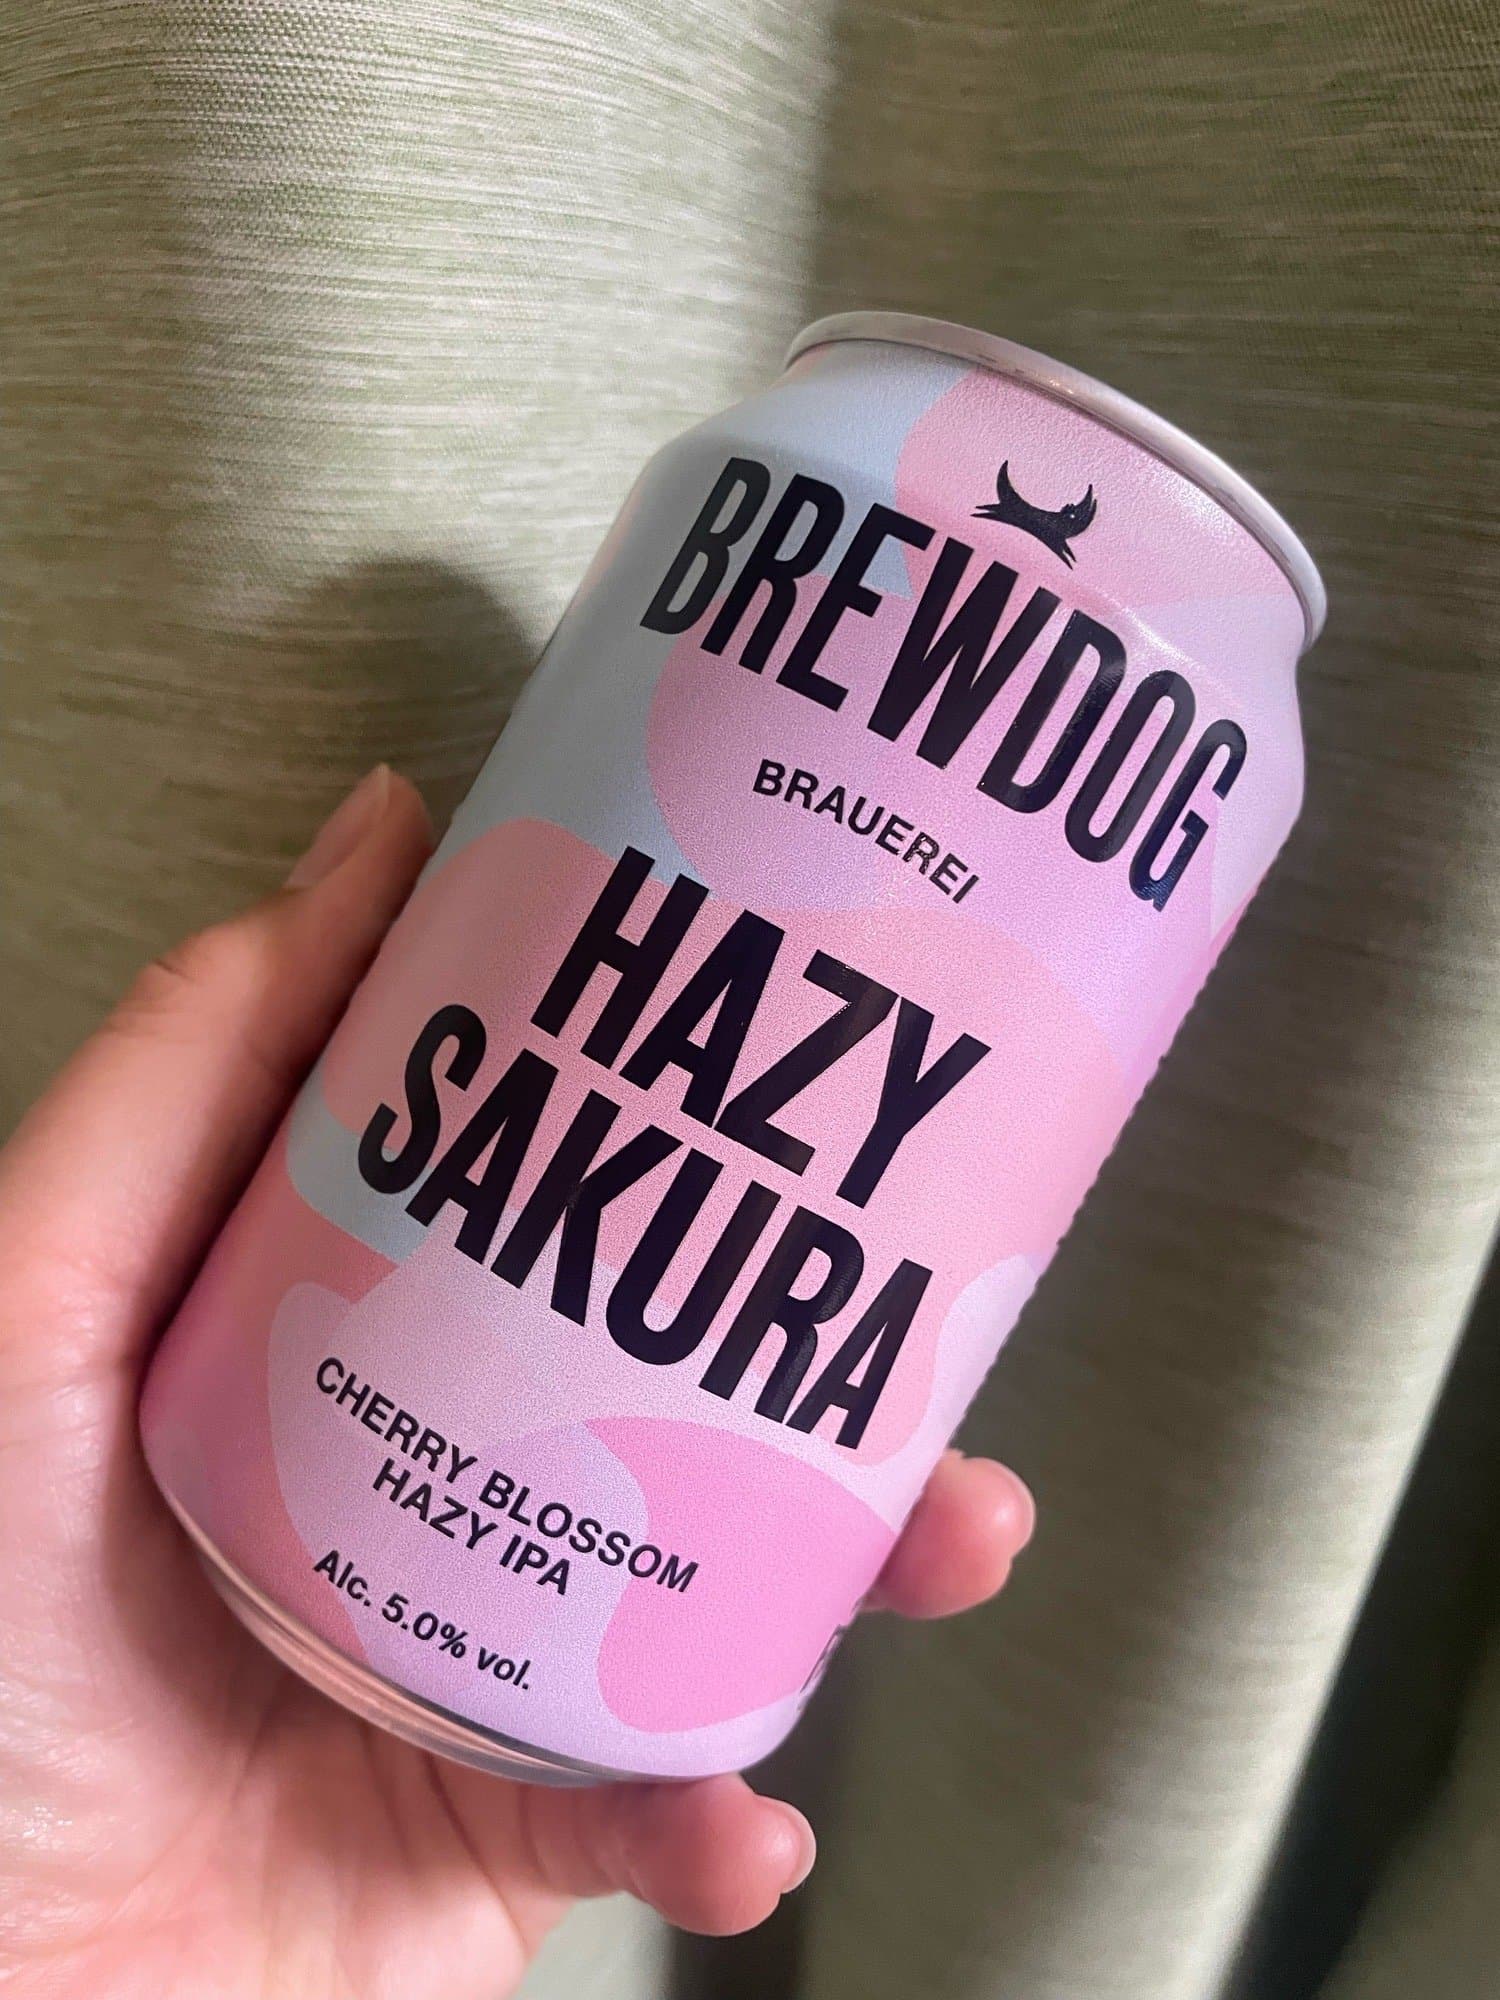 BREWDOG
BRAUEREI
HAZY
SAKURA
CHERRY BLOSSOM
HAZY IPA
Alc. 5.0% vol.